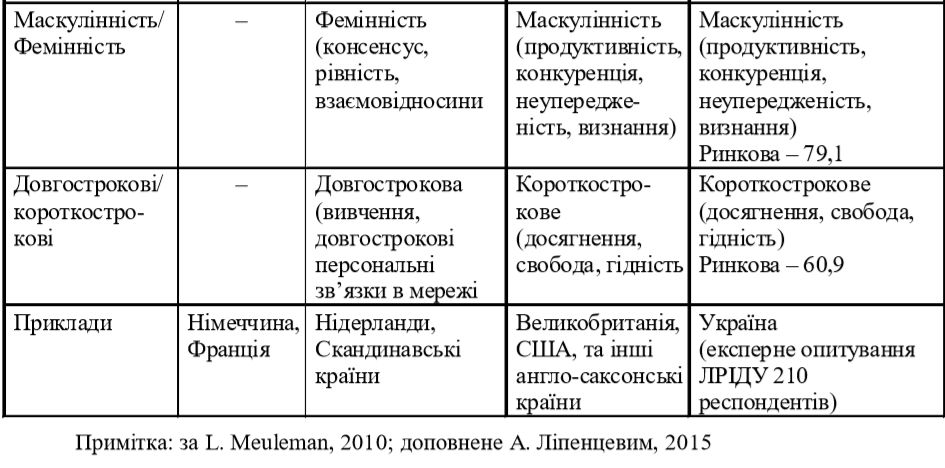 Маскулінність/
Фемінність
–
Фемінність
(консенсус,
рівність,
взаємовідносини
Маскулінність
(продуктивність,
конкуренція,
неупередже-
ність, визнання)
Маскулінність
(продуктивність,
конкуренція,
неупередженість,
визнання)
Ринкова – 79,1
Довгострокові/
короткостро-
кові
–
Довгострокова
(вивчення,
довгострокові
персональні
зв’язки в мережі
Короткостро-
кове
(досягнення,
свобода, гідність
Короткострокове
(досягнення, свобода,
гідність)
Ринкова – 60,9
Приклади
Німеччина,
Франція
Нідерланди,
Скандинавські
країни
Великобританія,
США, та інші
англо-саксонські
країни
Україна
(експерне опитування
ЛРІДУ 210
респондентів)
Примітка: за L. Meuleman, 2010; доповнене А. Ліпенцевим, 2015